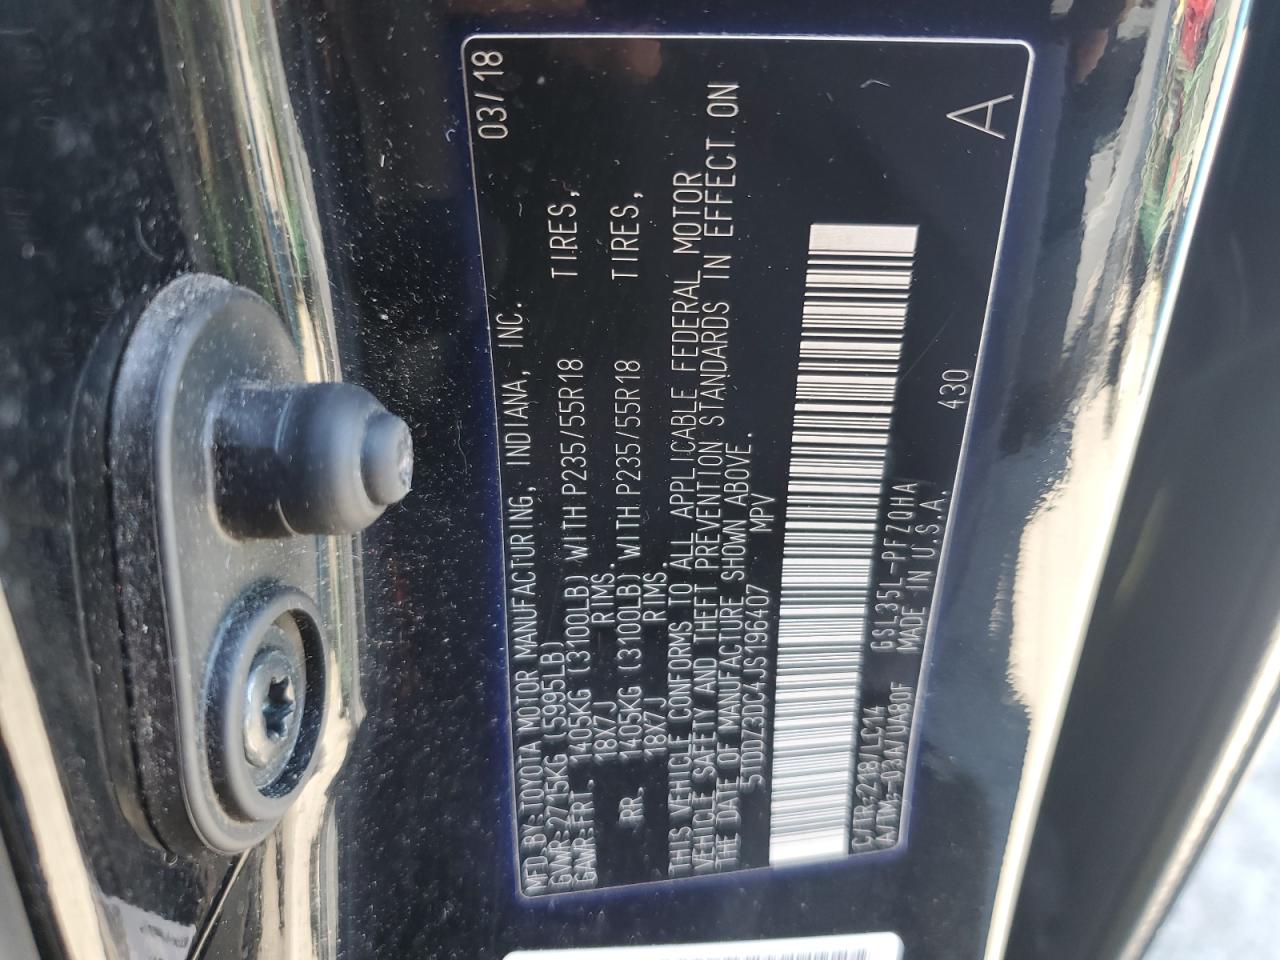 MFD. BY: TOYOTA MOTOR MANUFACTURING, INDIANA, INC. 03/18
GVWR: 2715KG (5995LB)
GAWR: FRT. 1405KG (3100LB) WITH P235/55R18 TIRES,
18X7J RIMS.
RR. 1405KG (3100LB) WITH P235/55R18 TIRES,
18X7J RIMS.
THIS VEHICLE CONFORMS TO ALL APPLICABLE FEDERAL MOTOR
VEHICLE SAFETY AND THEFT PREVENTION STANDARDS IN EFFECT ON
THE DATE OF MANUFACTURE SHOWN ABOVE.
5TDDZ3DC4JS196407 MPV
C/TR: 218/LC14 GSL35L-PFZQHA 430 A
A/TM: -03A/UA80F MADE IN U.S.A.